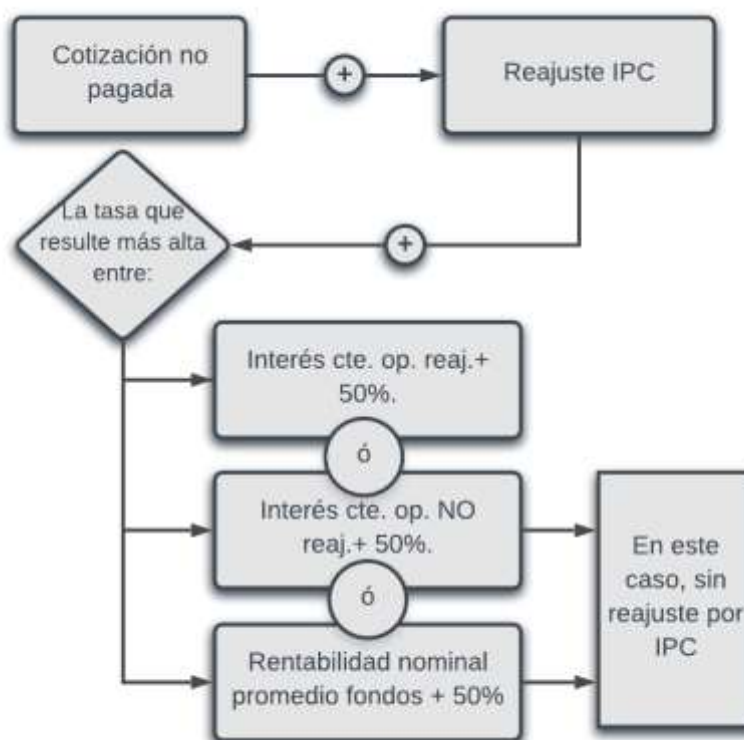 Cotización no
pagada
+
Reajuste IPC
La tasa que
resulte más alta
entre:
+
Interés cte. op. reaj.+
50%.
ó
Interés cte. op. NO
reaj.+ 50%.
ó
Rentabilidad nominal
promedio fondos + 50%
En este
caso, sin
reajuste por
IPC